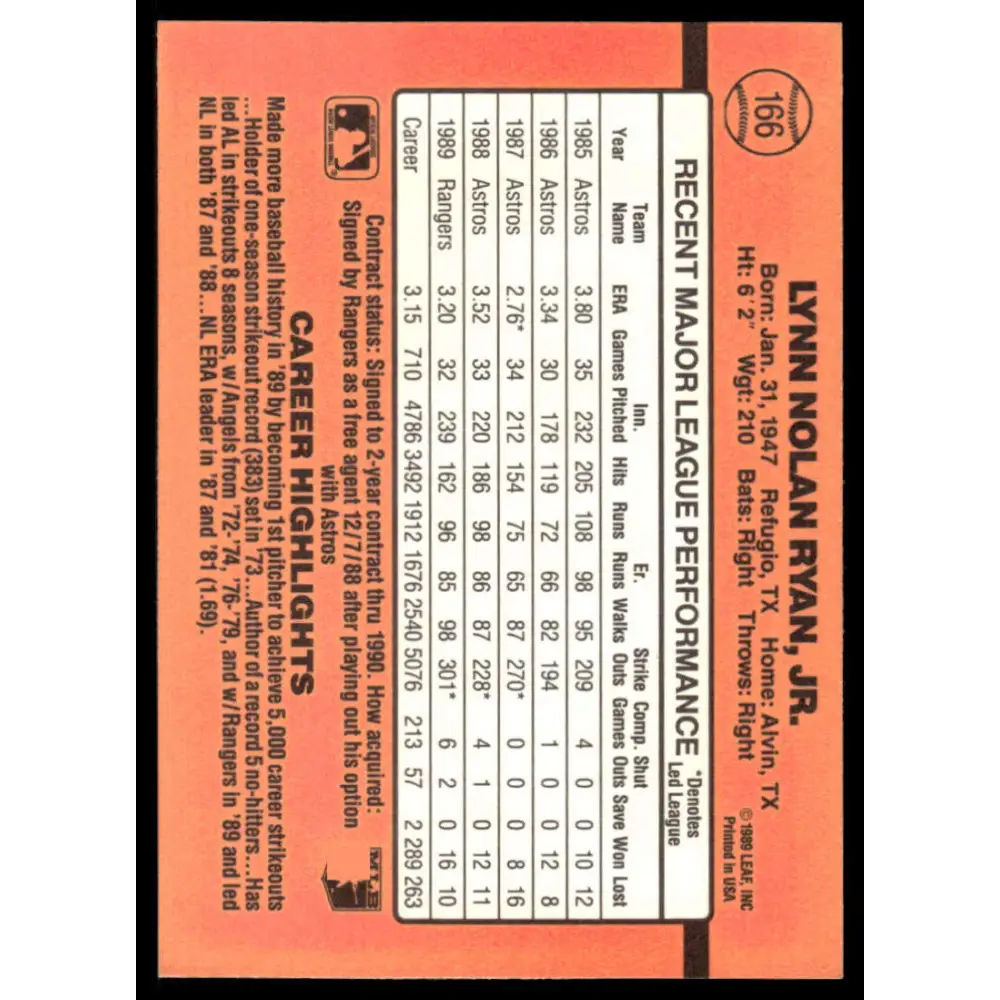 166
LYNN NOLAN RYAN, JR.
Born: Jan. 31, 1947 Refugio, TX Home: Alvin, TX
Ht: 6'2" Wgt: 210 Bats: Right Throws: Right
© 1989 LEAF, INC
Printed in USA
RECENT MAJOR LEAGUE PERFORMANCE *Denotes Led League
Year Team Name ERA Games Inn. Pitched Hits Runs Er. Runs Walks Strike Outs Comp. Games Shut Outs Save Won Lost
1985 Astros 3.80 35 232 205 108 98 95 209 4 0 0 10 12
1986 Astros 3.34 30 178 119 72 66 82 194 1 0 0 12 8
1987 Astros 2.76* 34 212 154 75 65 87 270* 0 0 0 8 16
1988 Astros 3.52 33 220 186 98 86 87 228* 4 1 0 12 11
1989 Rangers 3.20 32 239 162 96 85 98 301* 6 2 0 16 10
Career 3.15 710 4786 3492 1912 1676 2540 5076 213 57 2 289 263
Contract status: Signed to 2-year contract thru 1990. How acquired:
Signed by Rangers as a free agent 12/7/88 after playing out his option
with Astros
MLB
CAREER HIGHLIGHTS
Made more baseball history in '89 by becoming 1st pitcher to achieve 5,000 career strikeouts
...Holder of one-season strikeout record (383) set in '73...Author of a record 5 no-hitters...Has
led AL in strikeouts 8 seasons, w/Angels from '72-'74, '76-'79, and w/Rangers in '89 and led
NL in both '87 and '88...NL ERA leader in '87 and '81 (1.69).